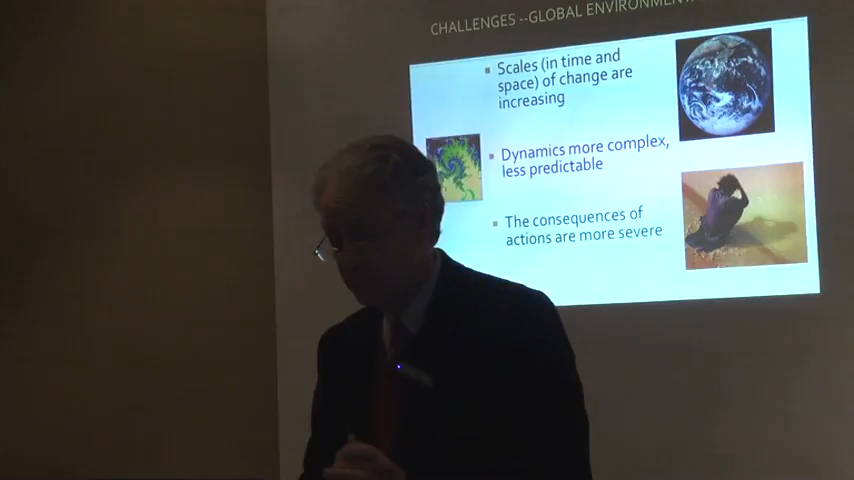 CHALLENGES --GLOBAL ENVIRONMENTAL
Scales (in time and
space) of change are
increasing
Dynamics more complex,
less predictable
The consequences of
actions are more severe